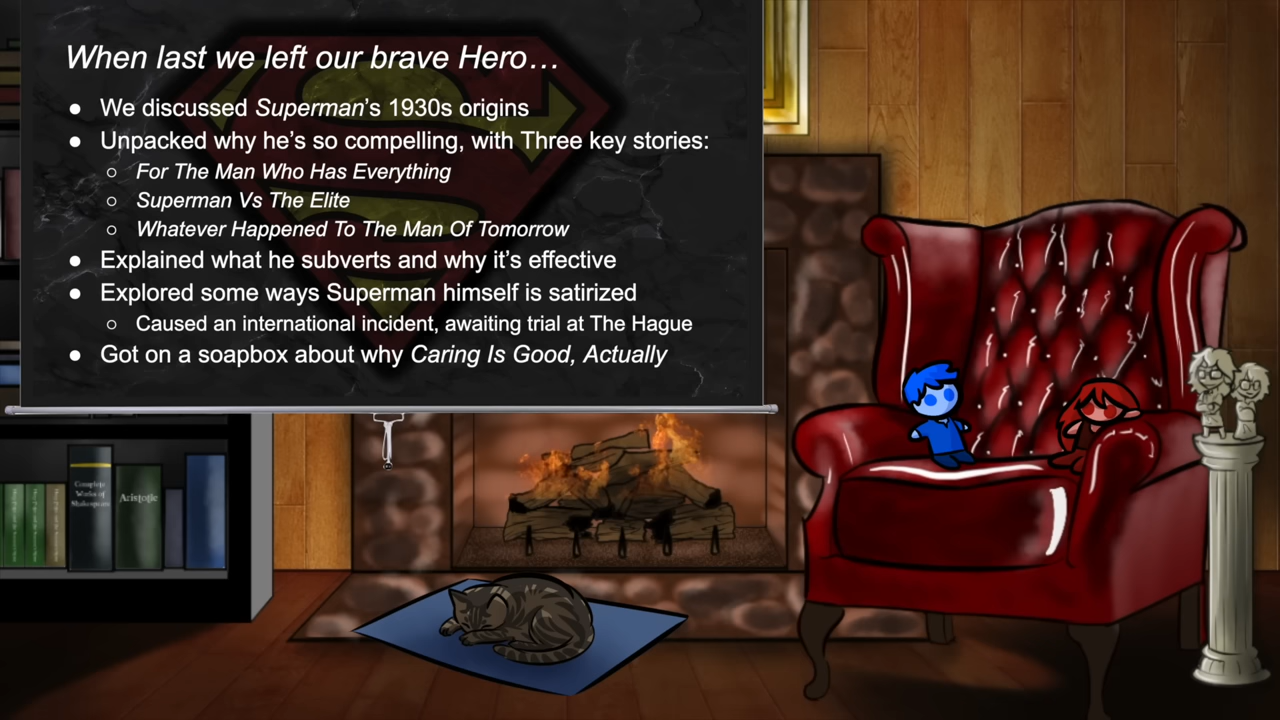 When last we left our brave Hero…
● We discussed Superman's 1930s origins
● Unpacked why he's so compelling, with Three key stories:
○ For The Man Who Has Everything
○ Superman Vs The Elite
○ Whatever Happened To The Man Of Tomorrow
● Explained what he subverts and why it's effective
● Explored some ways Superman himself is satirized
○ Caused an international incident, awaiting trial at The Hague
● Got on a soapbox about why Caring Is Good, Actually
Complete
Works of
Shakespeare
Aristotle